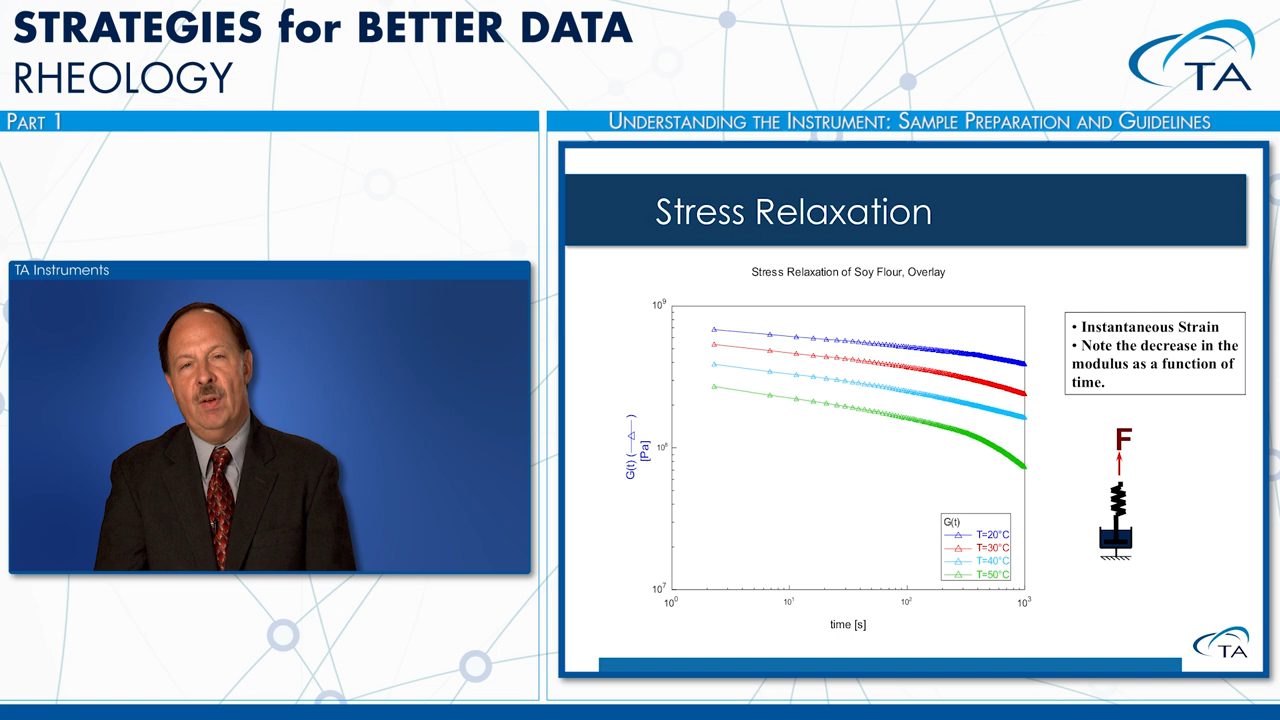 STRATEGIES for BETTER DATA
RHEOLOGY
TA
PART 1
UNDERSTANDING THE INSTRUMENT: SAMPLE PREPARATION AND GUIDELINES
TA Instruments
Stress Relaxation
Stress Relaxation of Soy Flour, Overlay
10⁹
10⁸
10⁷
G(t) (—△—)
[Pa]
10⁰
10¹
10²
10³
time [s]
G(t)
T=20°C
T=30°C
T=40°C
T=50°C
• Instantaneous Strain
• Note the decrease in the
modulus as a function of
time.
F
TA